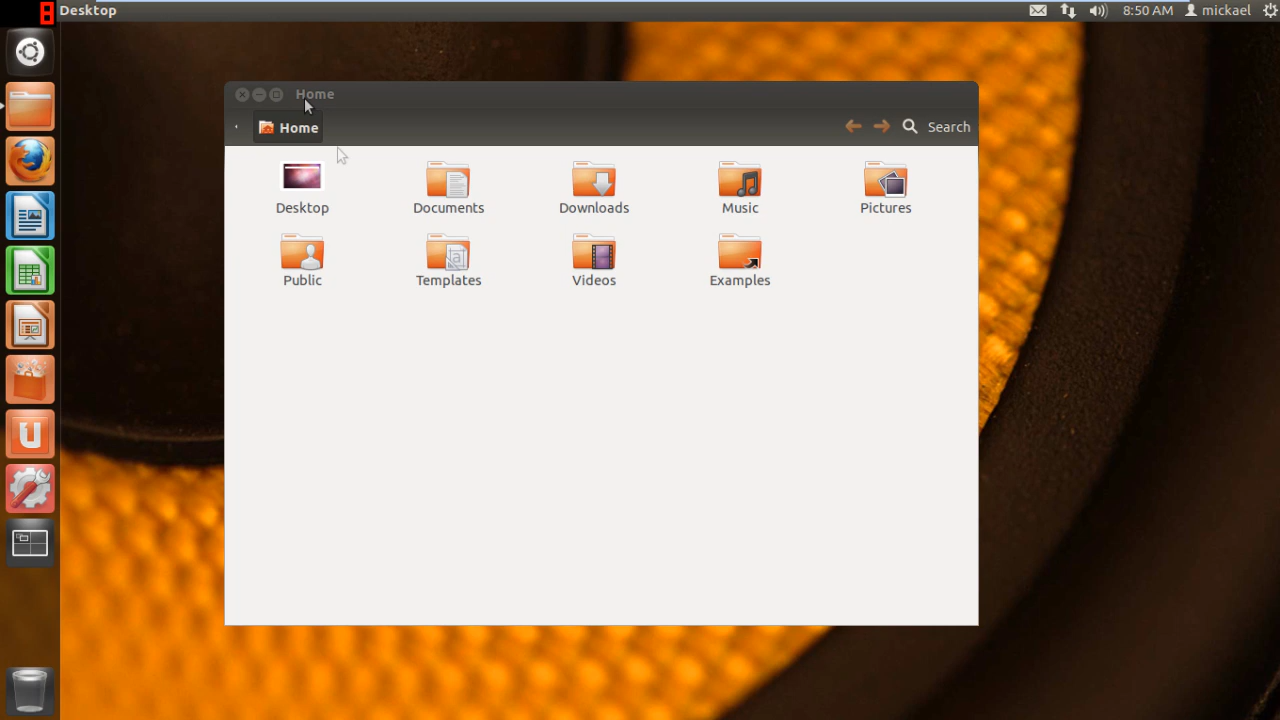 Desktop
8:50 AM mickael
Home
Home
Search
Desktop Documents Downloads Music Pictures
Public Templates Videos Examples